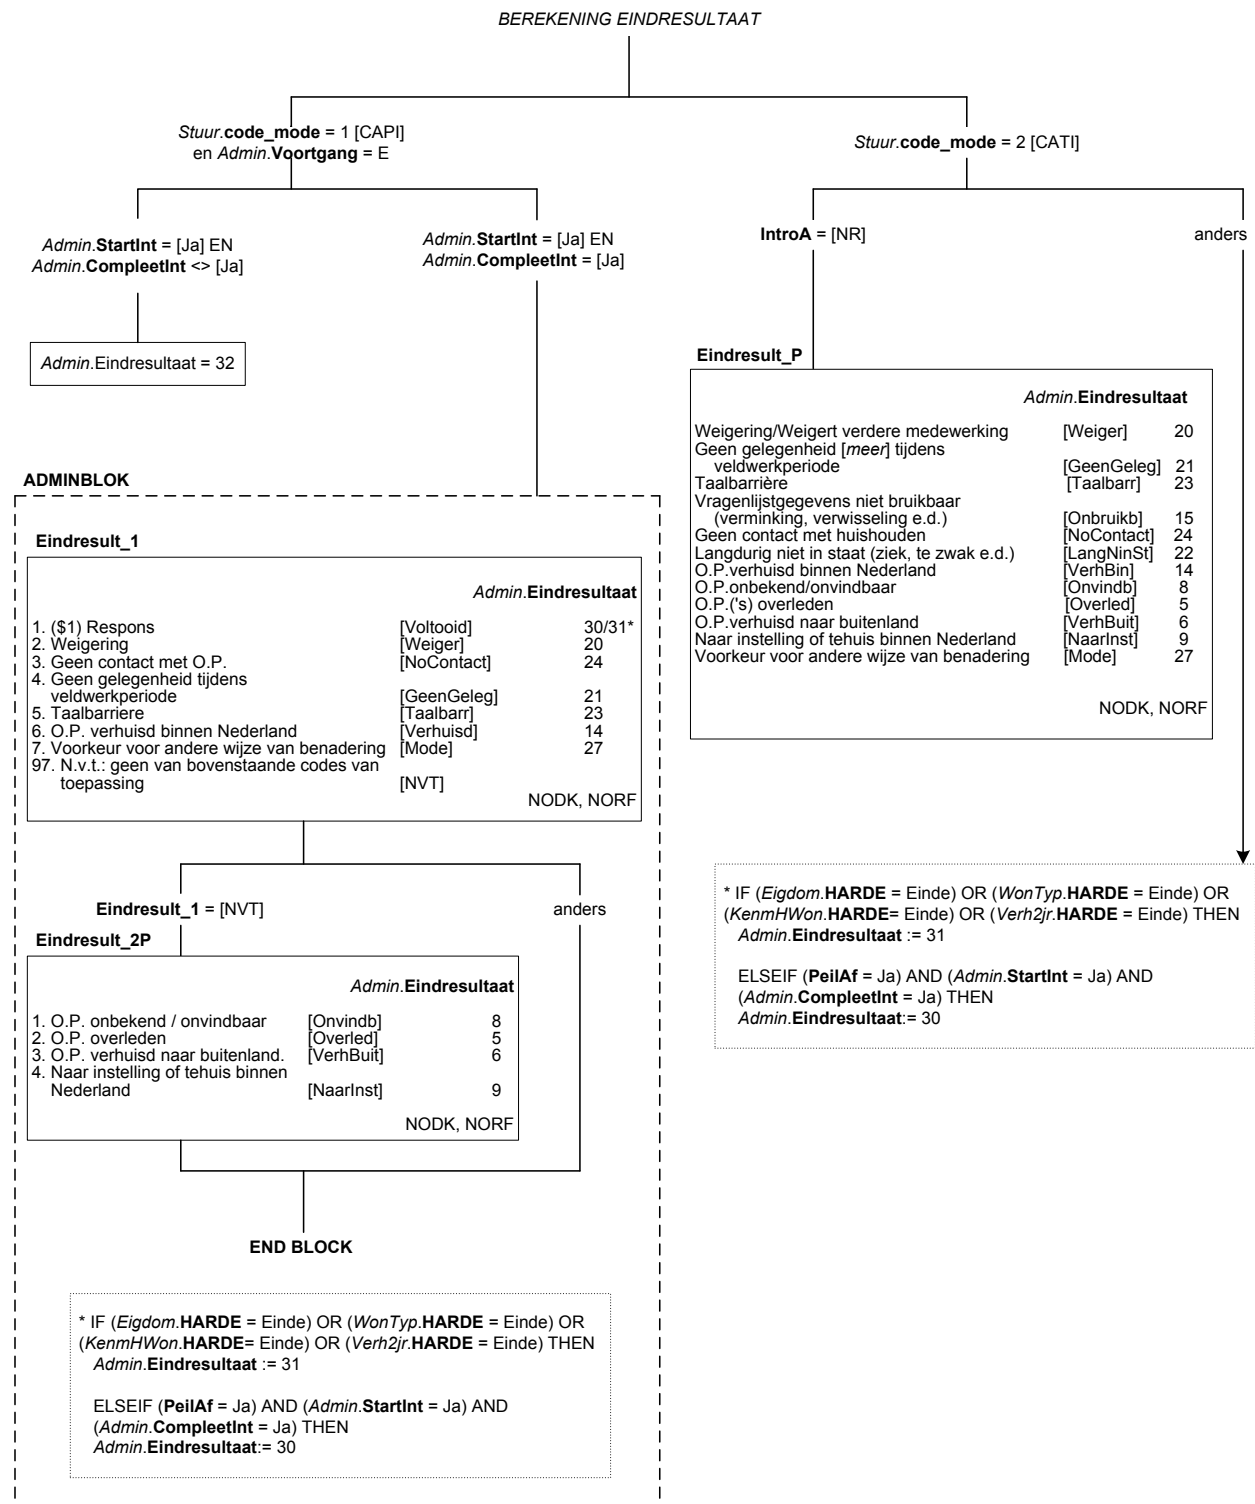 BEREKENING EINDRESULTAAT
Stuur.code_mode = 1 [CAPI]
en Admin.Voortgang = E
Stuur.code_mode = 2 [CATI]
Admin.StartInt = [Ja] EN
Admin.CompleetInt <> [Ja]
Admin.StartInt = [Ja] EN
Admin.CompleetInt = [Ja]
IntroA = [NR]
anders
Admin.Eindresultaat = 32
Eindresult_P
Admin.Eindresultaat
Weigering/Weigert verdere medewerking [Weiger] 20
Geen gelegenheid [meer] tijdens
veldwerkperiode [GeenGeleg] 21
Taalbarrière [Taalbarr] 23
Vragenlijstgegevens niet bruikbaar
(verminking, verwisseling e.d.) [Onbruikb] 15
Geen contact met huishouden [NoContact] 24
Langdurig niet in staat (ziek, te zwak e.d.) [LangNinSt] 22
O.P.verhuisd binnen Nederland [VerhBin] 14
O.P.onbekend/onvindbaar [Onvindb] 8
O.P.('s) overleden [Overled] 5
O.P.verhuisd naar buitenland [VerhBuit] 6
Naar instelling of tehuis binnen Nederland [NaarInst] 9
Voorkeur voor andere wijze van benadering [Mode] 27
NODK, NORF
ADMINBLOK
Eindresult_1
Admin.Eindresultaat
1. ($1) Respons [Voltooid] 30/31*
2. Weigering [Weiger] 20
3. Geen contact met O.P. [NoContact] 24
4. Geen gelegenheid tijdens
veldwerkperiode [GeenGeleg] 21
5. Taalbarriere [Taalbarr] 23
6. O.P. verhuisd binnen Nederland [Verhuisd] 14
7. Voorkeur voor andere wijze van benadering [Mode] 27
97. N.v.t.: geen van bovenstaande codes van
toepassing [NVT]
NODK, NORF
Eindresult_1 = [NVT]
anders
Eindresult_2P
Admin.Eindresultaat
1. O.P. onbekend / onvindbaar [Onvindb] 8
2. O.P. overleden [Overled] 5
3. O.P. verhuisd naar buitenland. [VerhBuit] 6
4. Naar instelling of tehuis binnen
Nederland [NaarInst] 9
NODK, NORF
END BLOCK
* IF (Eigdom.HARDE = Einde) OR (WonTyp.HARDE = Einde) OR
(KenmHWon.HARDE= Einde) OR (Verh2jr.HARDE = Einde) THEN
Admin.Eindresultaat := 31
ELSEIF (PeilAf = Ja) AND (Admin.StartInt = Ja) AND
(Admin.CompleetInt = Ja) THEN
Admin.Eindresultaat:= 30
* IF (Eigdom.HARDE = Einde) OR (WonTyp.HARDE = Einde) OR
(KenmHWon.HARDE= Einde) OR (Verh2jr.HARDE = Einde) THEN
Admin.Eindresultaat := 31
ELSEIF (PeilAf = Ja) AND (Admin.StartInt = Ja) AND
(Admin.CompleetInt = Ja) THEN
Admin.Eindresultaat:= 30